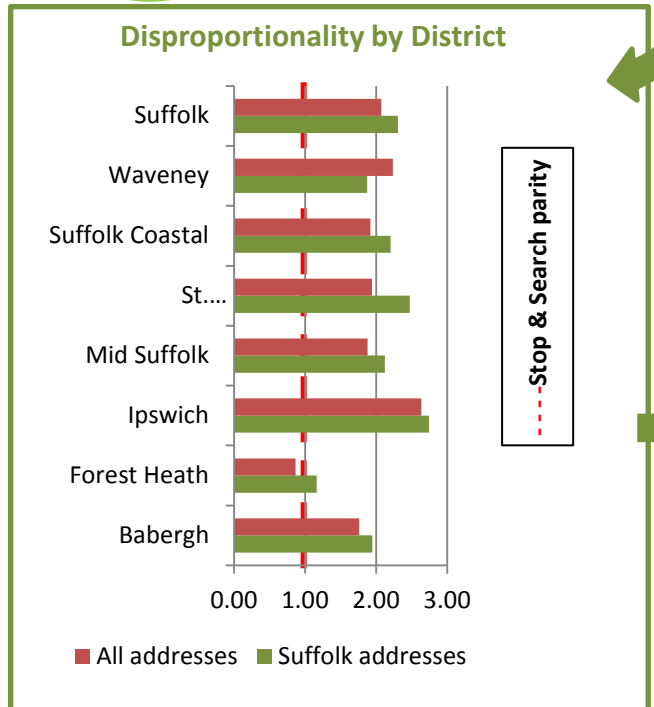 Disproportionality by District
Suffolk
Waveney
Suffolk Coastal
St....
Mid Suffolk
Ipswich
Forest Heath
Babergh
0.00 1.00 2.00 3.00
All addresses Suffolk addresses
Stop & Search parity